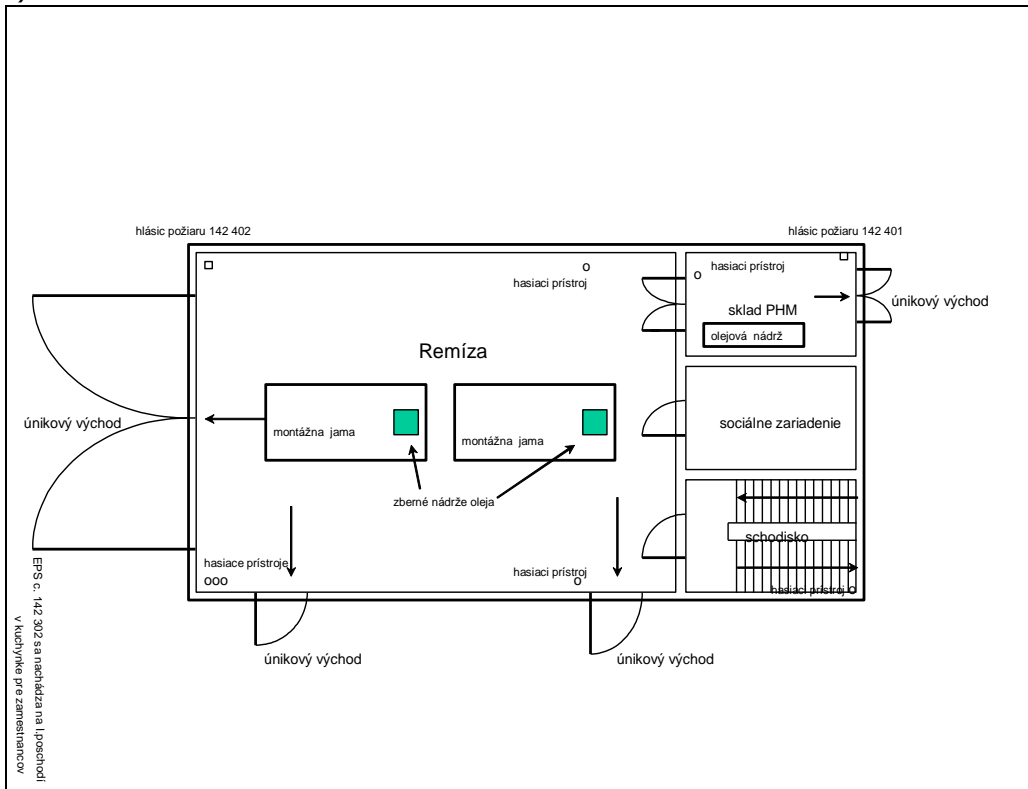 hlásic požiaru 142 402
hlásic požiaru 142 401
hasiaci prístroj
hasiaci prístroj
sklad PHM
únikový východ
olejová nádrž
Remíza
únikový východ
montážna jama
montážna jama
sociálne zariadenie
zberné nádrže oleja
schodisko
hasiace prístroje
ooo
hasiaci prístroj
o
hasiaci prístroj o
únikový východ
únikový východ
EPS c. 142 302 sa nachádza na I.poschodí
v kuchynke pre zamestnancov